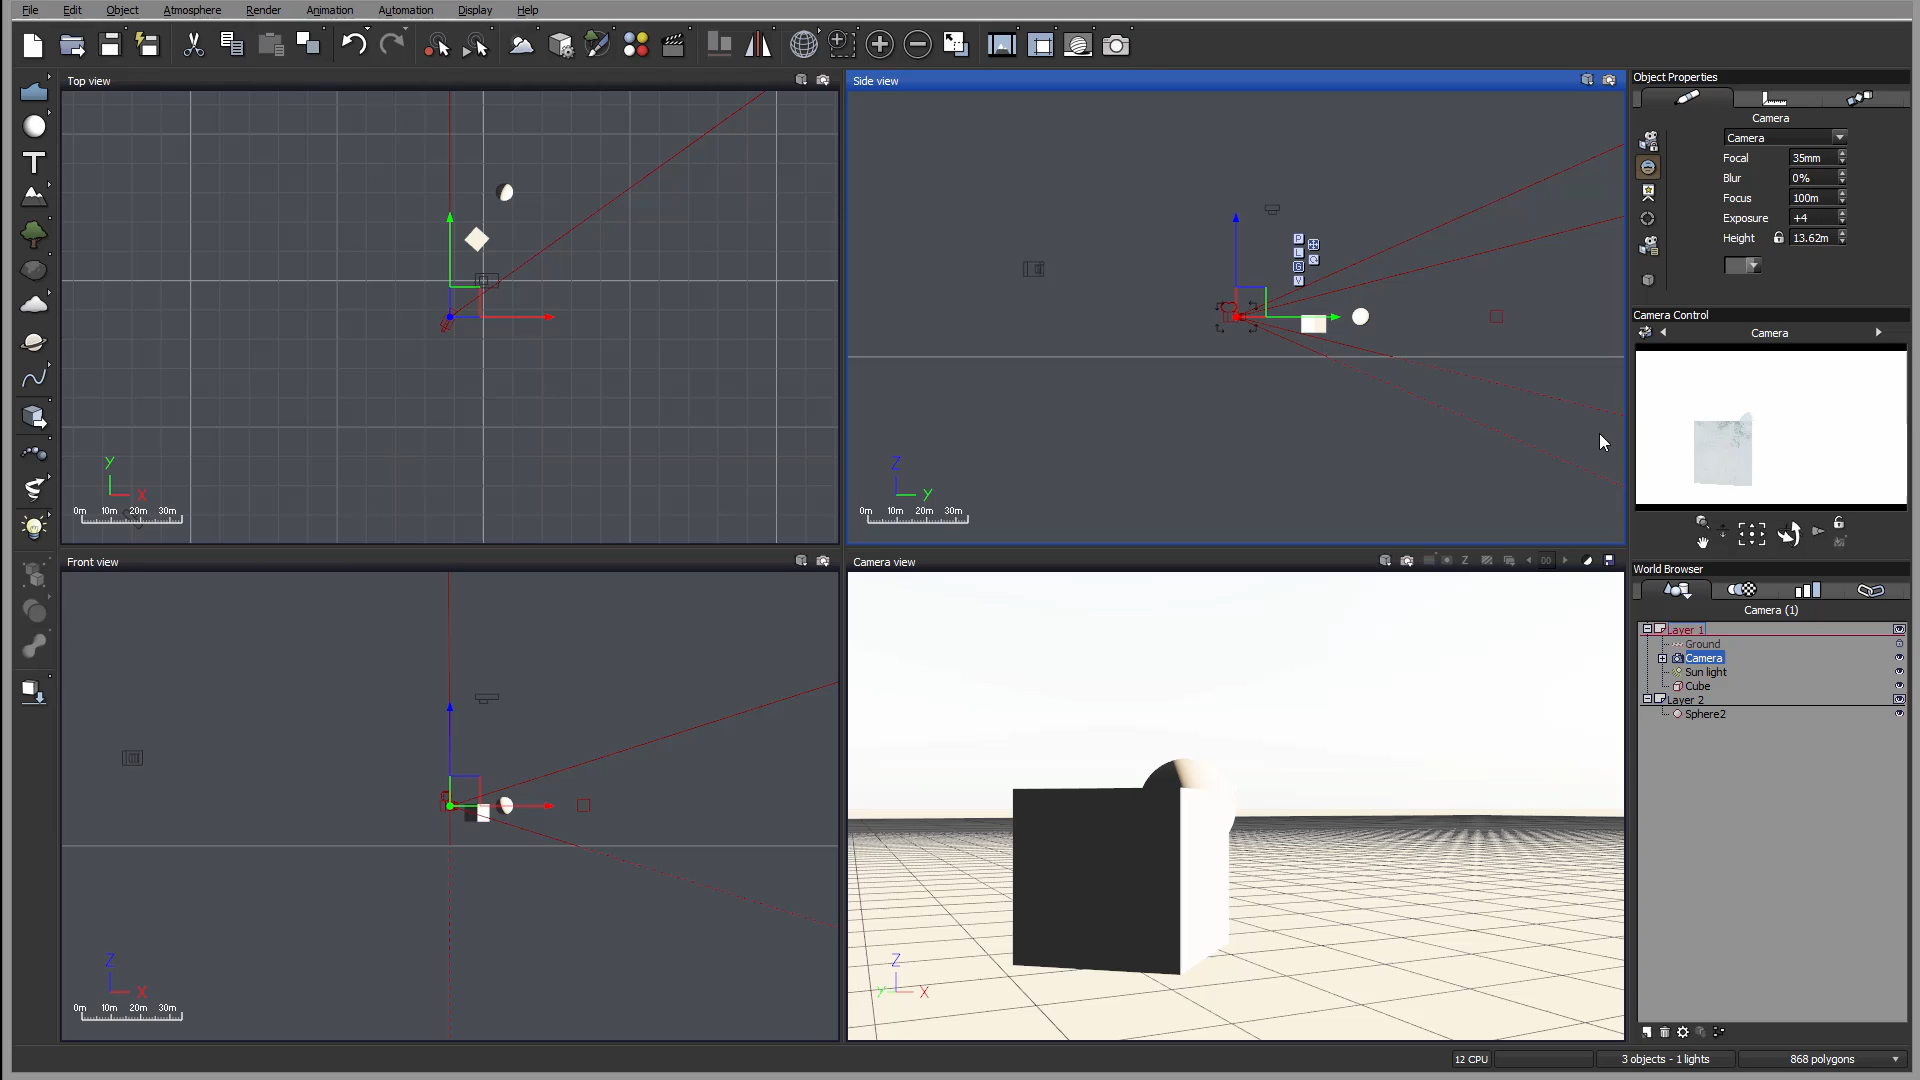 File Edit Object Atmosphere Render Animation Automation Display Help
Top view
Y
X
0m 10m 20m 30m
Side view
P
L
G
V
Z
Y
0m 10m 20m 30m
Front view
Z
X
0m 10m 20m 30m
Camera view
Z
00
Z
Y
X
Object Properties
Camera
Camera
Focal 35mm
Blur 0%
Focus 100m
Exposure +4
Height 13.62m
Camera Control
Camera
World Browser
Camera (1)
Layer 1
Ground
Camera
Sun light
Cube
Layer 2
Sphere2
12 CPU
3 objects - 1 lights
868 polygons